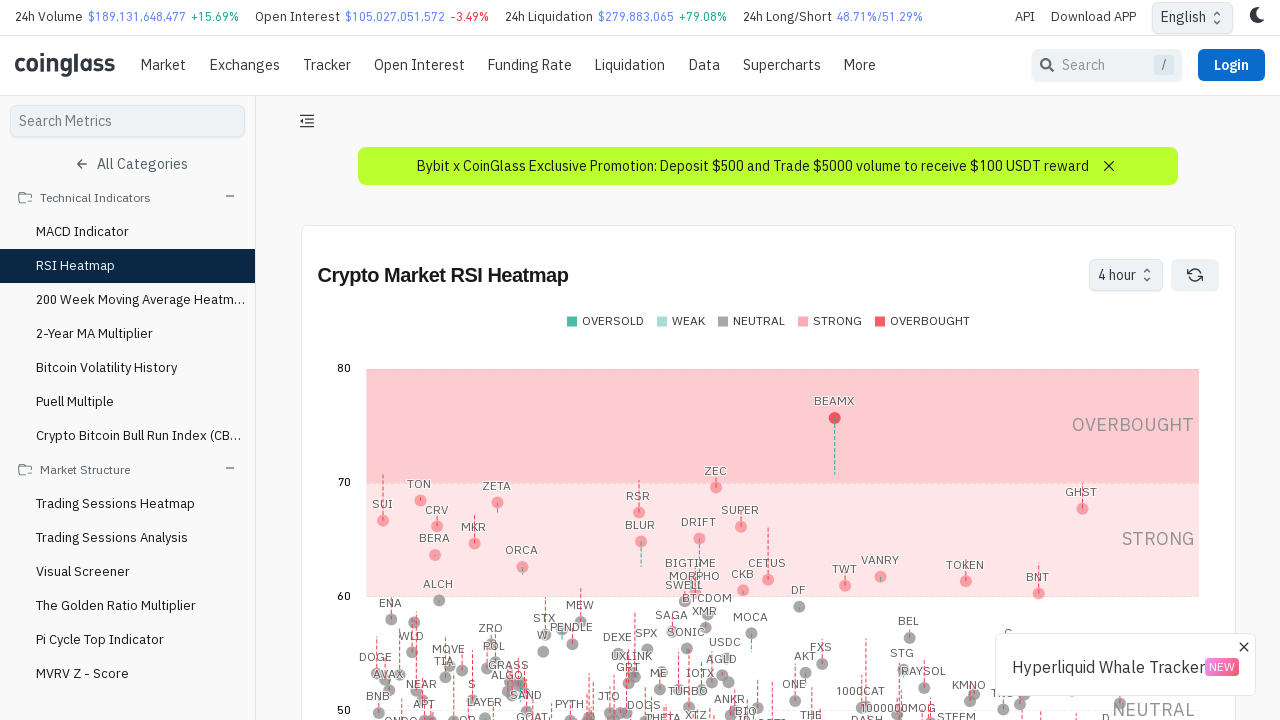 24h Volume $189,131,648,477 +15.69% Open Interest $105,027,051,572 -3.49% 24h Liquidation $279,883,065 +79.08% 24h Long/Short 48.71%/51.29% API Download APP English
coinglass Market Exchanges Tracker Open Interest Funding Rate Liquidation Data Supercharts More Search / Login
Search Metrics
All Categories
Technical Indicators
MACD Indicator
RSI Heatmap
200 Week Moving Average Heatm...
2-Year MA Multiplier
Bitcoin Volatility History
Puell Multiple
Crypto Bitcoin Bull Run Index (CB...
Market Structure
Trading Sessions Heatmap
Trading Sessions Analysis
Visual Screener
The Golden Ratio Multiplier
Pi Cycle Top Indicator
MVRV Z - Score
Bybit x CoinGlass Exclusive Promotion: Deposit $500 and Trade $5000 volume to receive $100 USDT reward
Crypto Market RSI Heatmap
4 hour
OVERSOLD WEAK NEUTRAL STRONG OVERBOUGHT
80
BEAMX
OVERBOUGHT
ZEC
70
TON ZETA
GHST
RSR
SUI
CRV SUPER
DRIFT
MKR BLUR
BERA STRONG
ORCA
BIGTIME CETUS VANRY
TWT TOKEN
MORPHO CKB BNT
ALCH SWELL DF
60
BTCDOM
ENA MEW
XMR
SAGA MOCA
STX BEL
ZRO PENDLE
WLD W DEXE SPX SONIC
USDC
POL FXS
MOVE STG
DOGE TIA UXLINK AGLD AKT
GRASS GRT
AVAX ALGO ME IOTX RAYSOL
NEAR S ONE KMNO
BNB SAND JTO TURBO 1000CAT
APT LAYER PYTH DOGS ANKR
1000000MOG
GOAT THETA XTZ THE STEEM
DASH
NEUTRAL
Hyperliquid Whale Tracker NEW